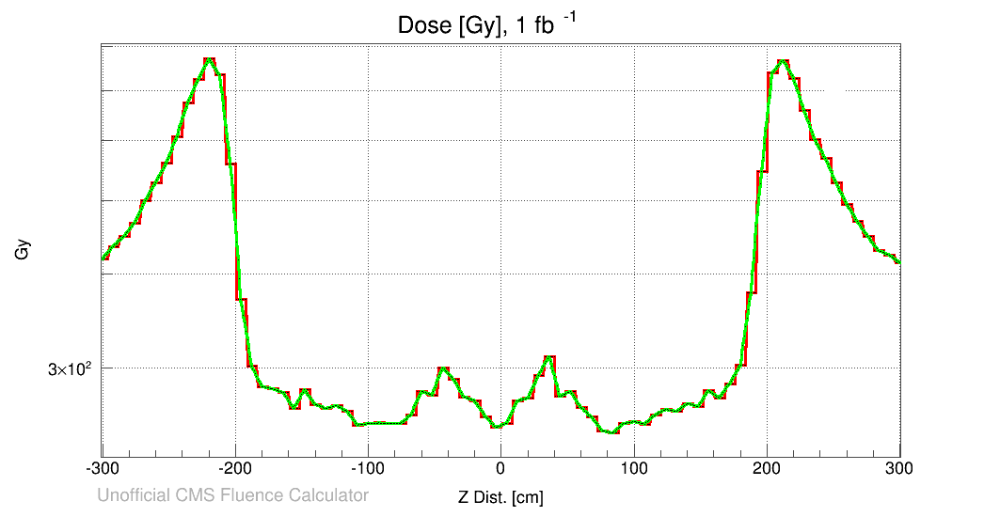 Dose [Gy], 1 fb⁻¹
Gy
3×10²
-300 -200 -100 0 100 200 300
Unofficial CMS Fluence Calculator
Z Dist. [cm]